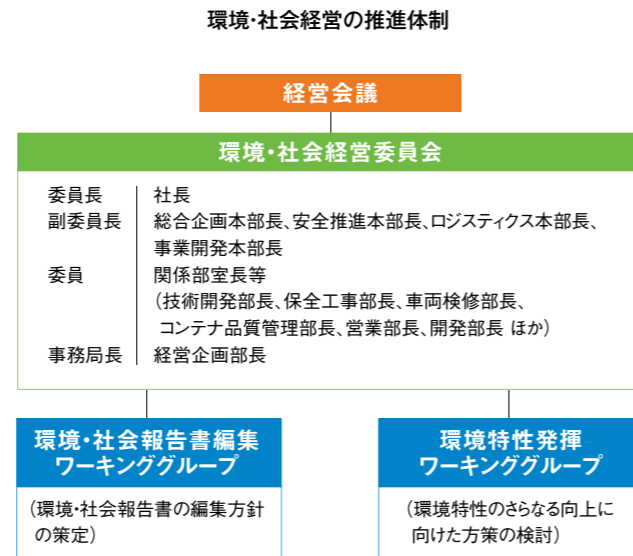 環境・社会経営の推進体制
経営会議
環境・社会経営委員会
委員長 社長
副委員長 総合企画本部長、安全推進本部長、ロジスティクス本部長、
事業開発本部長
委員 関係部室長等
(技術開発部長、保全工事部長、車両検修部長、
コンテナ品質管理部長、営業部長、開発部長 ほか)
事務局長 経営企画部長
環境・社会報告書編集
ワーキンググループ
(環境・社会報告書の編集方針
の策定)
環境特性発揮
ワーキンググループ
(環境特性のさらなる向上に
向けた方策の検討)